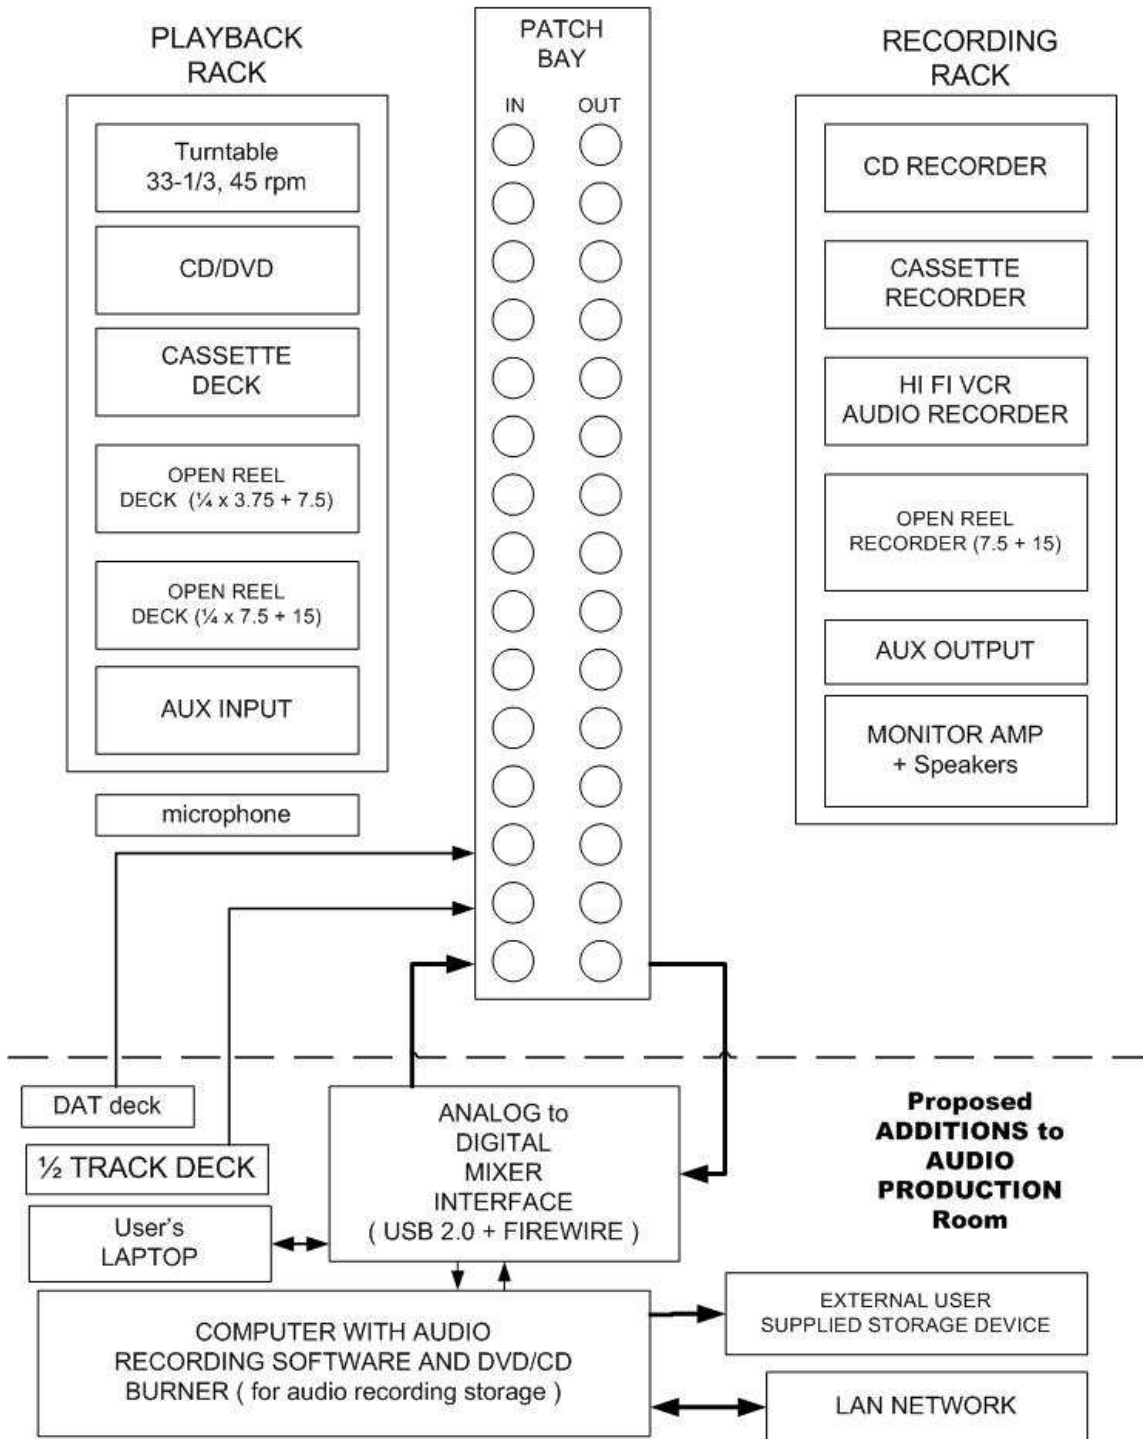 PLAYBACK
RACK
Turntable
33-1/3, 45 rpm
CD/DVD
CASSETTE
DECK
OPEN REEL
DECK (¼ x 3.75 + 7.5)
OPEN REEL
DECK (¼ x 7.5 + 15)
AUX INPUT
microphone
PATCH
BAY
IN OUT
RECORDING
RACK
CD RECORDER
CASSETTE
RECORDER
HI FI VCR
AUDIO RECORDER
OPEN REEL
RECORDER (7.5 + 15)
AUX OUTPUT
MONITOR AMP
+ Speakers
DAT deck
½ TRACK DECK
User's
LAPTOP
ANALOG to
DIGITAL
MIXER
INTERFACE
( USB 2.0 + FIREWIRE )
Proposed
ADDITIONS to
AUDIO
PRODUCTION
Room
COMPUTER WITH AUDIO
RECORDING SOFTWARE AND DVD/CD
BURNER ( for audio recording storage )
EXTERNAL USER
SUPPLIED STORAGE DEVICE
LAN NETWORK